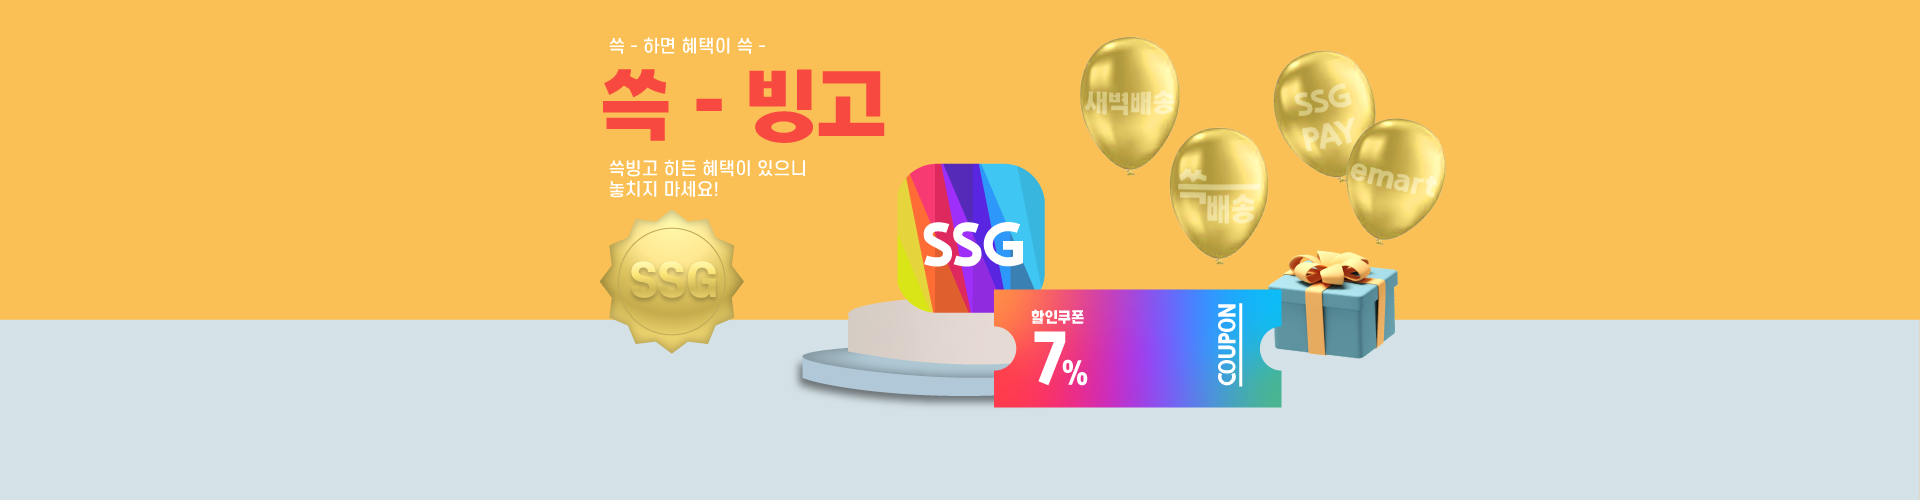 쓱 - 하면 혜택이 쓱 -
쓱 - 빙고
쓱빙고 히든 혜택이 있으니
놓치지 마세요!
SSG
SSG
할인쿠폰
7%
COUPON
새벽배송
쓱
배송
SSG
PAY
emart